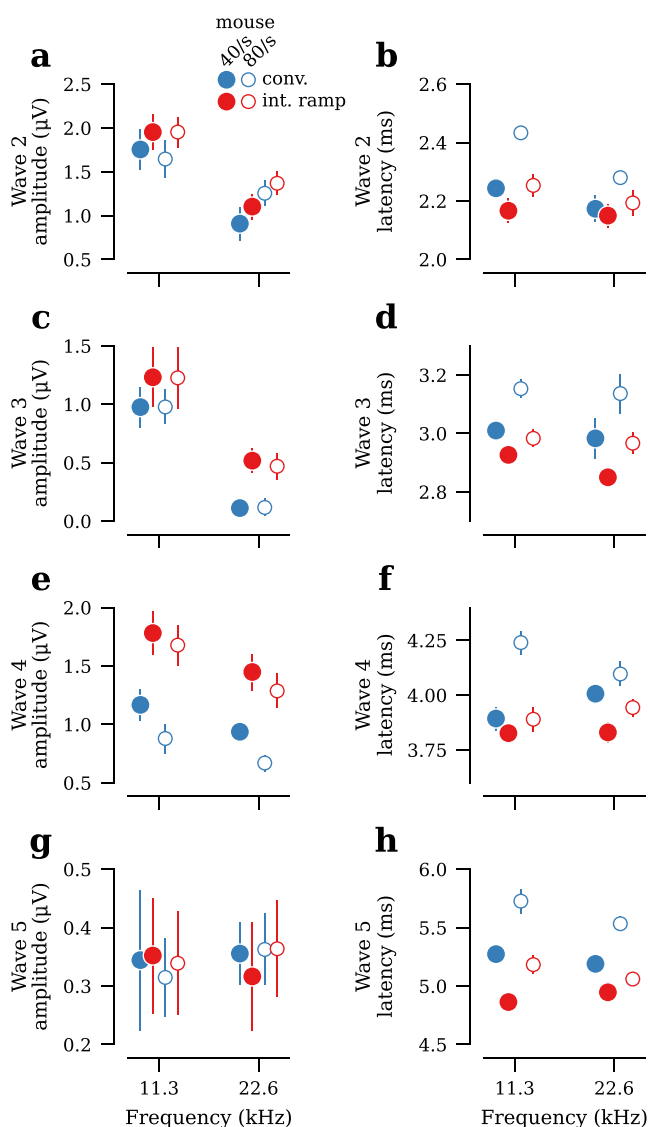 mouse
40/s 80/s
conv.
int. ramp
a
Wave 2
amplitude (μV)
2.5
2.0
1.5
1.0
0.5
b
Wave 2
latency (ms)
2.6
2.4
2.2
2.0
c
Wave 3
amplitude (μV)
1.5
1.0
0.5
0.0
d
Wave 3
latency (ms)
3.2
3.0
2.8
e
Wave 4
amplitude (μV)
2.0
1.5
1.0
0.5
f
Wave 4
latency (ms)
4.25
4.00
3.75
g
Wave 5
amplitude (μV)
0.5
0.4
0.3
0.2
11.3 22.6
Frequency (kHz)
h
Wave 5
latency (ms)
6.0
5.5
5.0
4.5
11.3 22.6
Frequency (kHz)